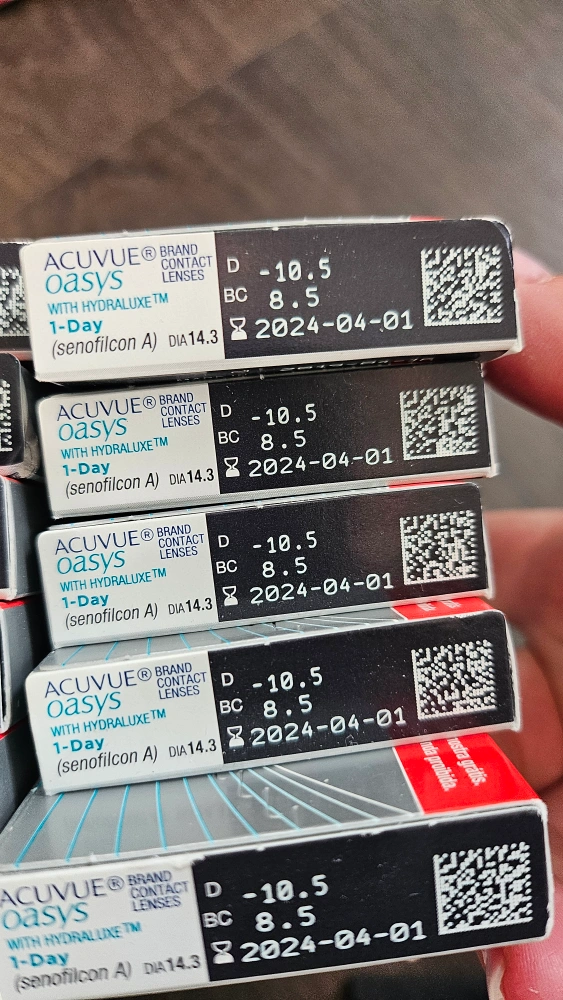 ACUVUE® BRAND CONTACT LENSES
oasys
WITH HYDRALUXE™
1-Day
(senofilcon A) DIA14.3
D -10.5
BC 8.5
2024-04-01
ACUVUE® BRAND CONTACT LENSES
oasys
WITH HYDRALUXE™
1-Day
(senofilcon A) DIA14.3
D -10.5
BC 8.5
2024-04-01
ACUVUE® BRAND CONTACT LENSES
oasys
WITH HYDRALUXE™
1-Day
(senofilcon A) DIA14.3
D -10.5
BC 8.5
2024-04-01
ACUVUE® BRAND CONTACT LENSES
oasys
WITH HYDRALUXE™
1-Day
(senofilcon A) DIA14.3
D -10.5
BC 8.5
2024-04-01
grátis.
proibida.
ACUVUE® BRAND CONTACT LENSES
oasys
WITH HYDRALUXE™
1-Day
(senofilcon A) DIA14.3
D -10.5
BC 8.5
2024-04-01